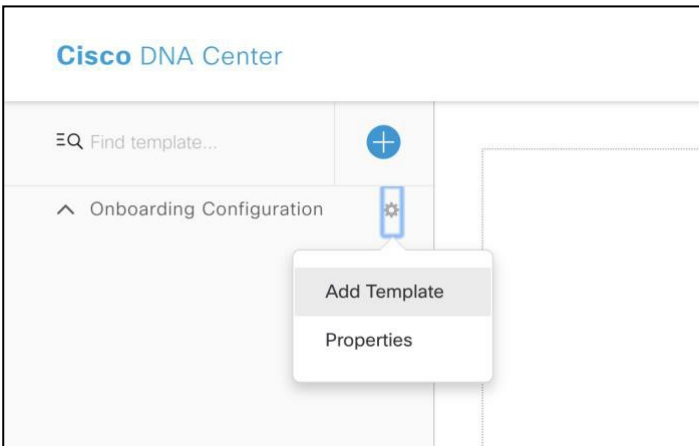 Cisco DNA Center
Find template...
Onboarding Configuration
Add Template
Properties